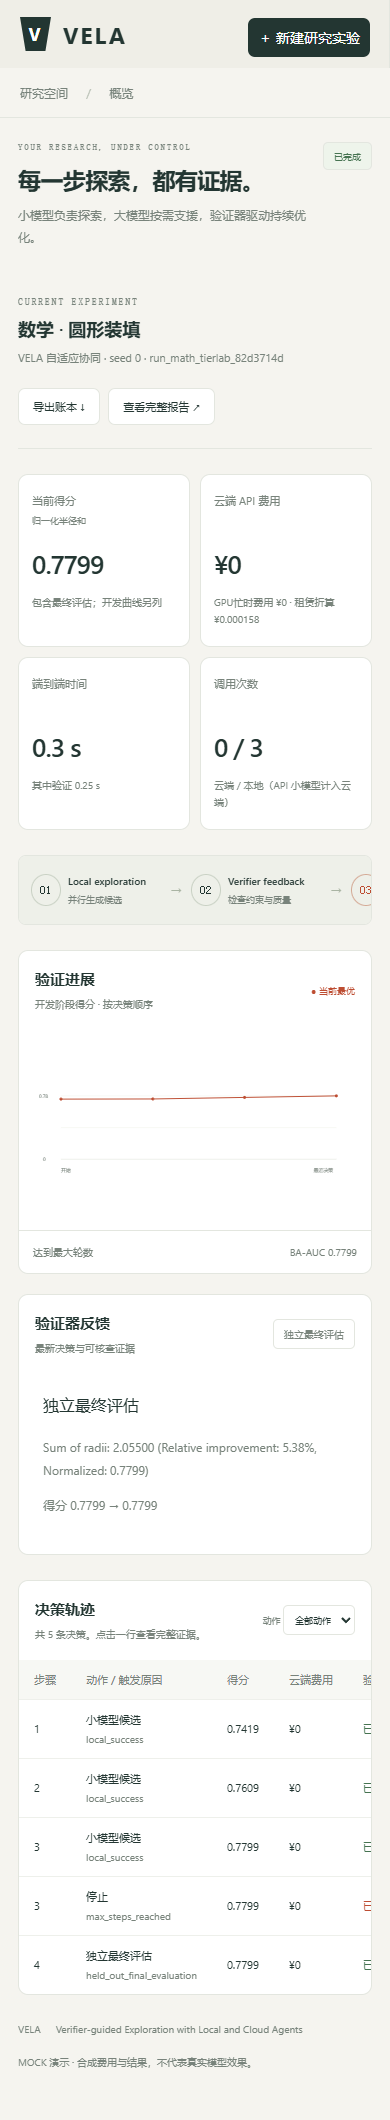 V VELA
+ 新建研究实验
研究空间 / 概览
YOUR RESEARCH, UNDER CONTROL
已完成
每一步探索，都有证据。
小模型负责探索，大模型按需支援，验证器驱动持续优
化。
CURRENT EXPERIMENT
数学 · 圆形装填
VELA 自适应协同 · seed 0 · run_math_tierlab_82d3714d
导出账本 ↓
查看完整报告 ↗
当前得分
归一化半径和
0.7799
包含最终评估；开发曲线另列
云端 API 费用
¥0
GPU忙时费用 ¥0 · 租赁折算
¥0.000158
端到端时间
0.3 s
其中验证 0.25 s
调用次数
0 / 3
云端 / 本地（API 小模型计入云
端）
01 Local exploration
并行生成候选
→
02 Verifier feedback
检查约束与质量
→
03
验证进展
开发阶段得分 · 按决策顺序
● 当前最优
0.78
0
开始
最后决策
达到最大轮数
BA-AUC 0.7799
验证器反馈
最新决策与可核查证据
独立最终评估
独立最终评估
Sum of radii: 2.05500 (Relative improvement: 5.38%,
Normalized: 0.7799)
得分 0.7799 → 0.7799
决策轨迹
共 5 条决策。点击一行查看完整证据。
动作 全部动作
步骤 动作 / 触发原因 得分 云端费用
1 小模型候选 0.7419 ¥0
local_success
2 小模型候选 0.7609 ¥0
local_success
3 小模型候选 0.7799 ¥0
local_success
3 停止 0.7799 ¥0
max_steps_reached
4 独立最终评估 0.7799 ¥0
held_out_final_evaluation
VELA Verifier-guided Exploration with Local and Cloud Agents
MOCK 演示 · 合成费用与结果，不代表真实模型效果。